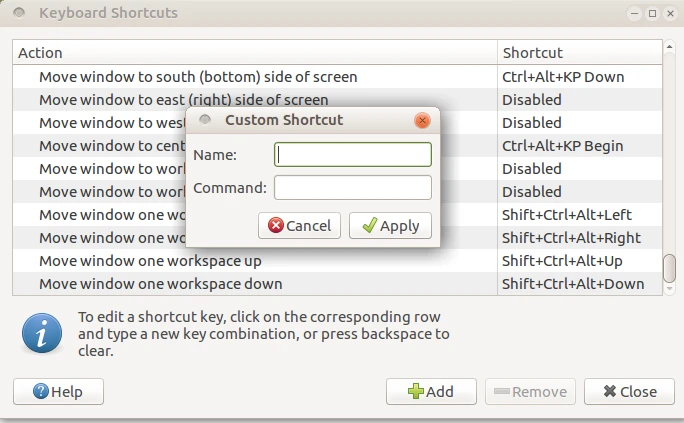 Keyboard Shortcuts
Action Shortcut
Move window to south (bottom) side of screen Ctrl+Alt+KP Down
Move window to east (right) side of screen Disabled
Move window to wes Disabled
Move window to cent Ctrl+Alt+KP Begin
Move window to wor Disabled
Move window to wor Disabled
Move window one wo Shift+Ctrl+Alt+Left
Move window one wo Shift+Ctrl+Alt+Right
Move window one workspace up Shift+Ctrl+Alt+Up
Move window one workspace down Shift+Ctrl+Alt+Down
Custom Shortcut
Name:
Command:
Cancel Apply
To edit a shortcut key, click on the corresponding row
and type a new key combination, or press backspace to
clear.
Help Add Remove Close